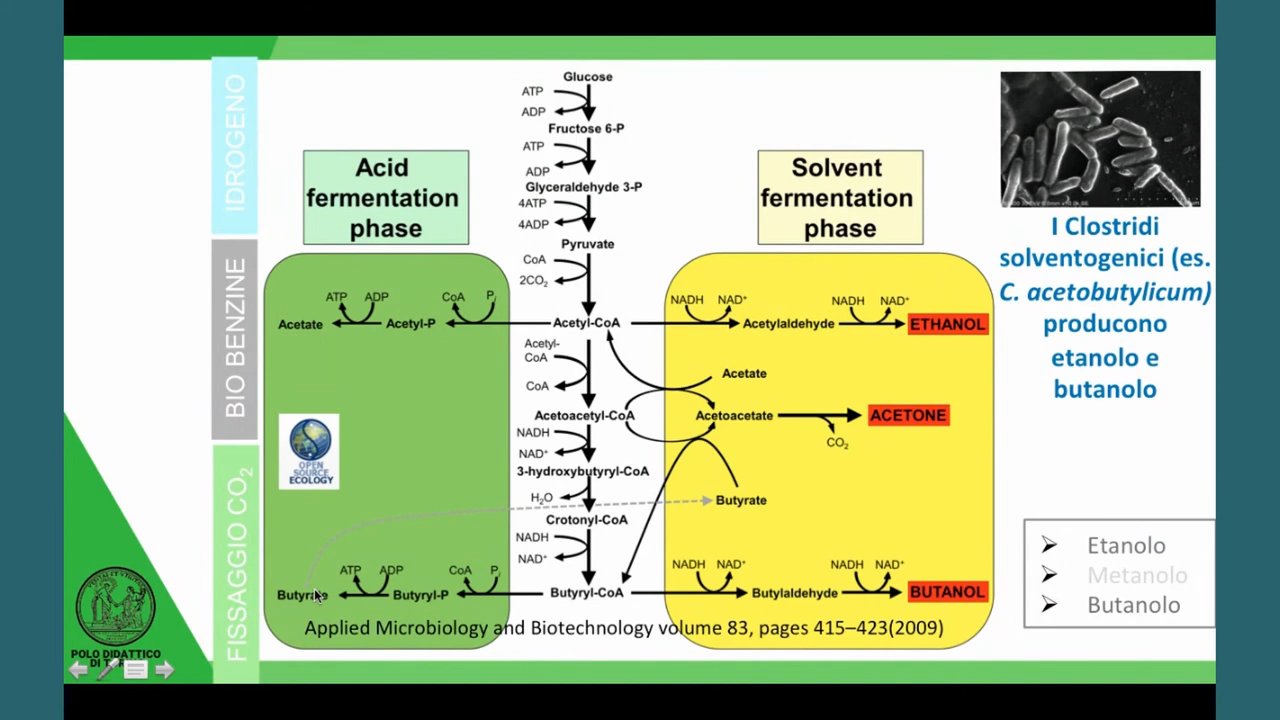 IDROGENO
BIO BENZINE
FISSAGGIO CO2
Glucose
ATP
ADP
Fructose 6-P
ATP
ADP
Glyceraldehyde 3-P
4ATP
4ADP
Pyruvate
CoA
2CO2
Acetyl-CoA
Acetyl-
CoA
CoA
Acetoacetyl-CoA
NADH
NAD+
3-hydroxybutyryl-CoA
H2O
Crotonyl-CoA
NADH
NAD+
Butyryl-CoA
Acid
fermentation
phase
ATP ADP CoA Pi
Acetate Acetyl-P
OPEN SOURCE
ECOLOGY
ATP ADP CoA Pi
Butyrate Butyryl-P
Solvent
fermentation
phase
NADH NAD+ NADH NAD+
Acetylaldehyde ETHANOL
Acetate
Acetoacetate ACETONE
CO2
Butyrate
NADH NAD+ NADH NAD+
Butylaldehyde BUTANOL
Applied Microbiology and Biotechnology volume 83, pages 415–423(2009)
I Clostridi
solventogenici (es.
C. acetobutylicum)
producono
etanolo e
butanolo
Etanolo
Metanolo
Butanolo
POLO DIDATTICO